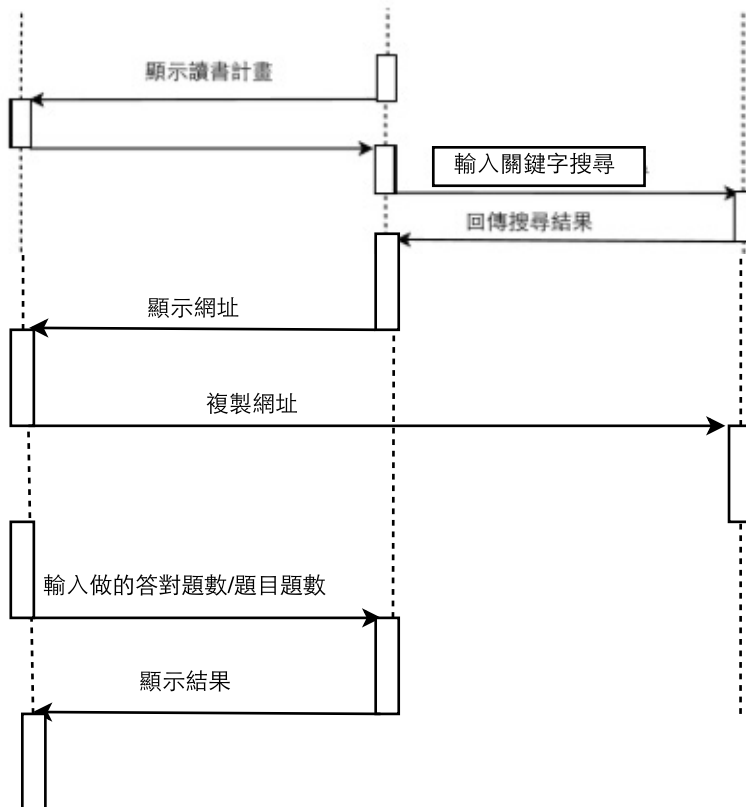 顯示讀書計畫
輸入關鍵字搜尋
回傳搜尋結果
顯示網址
複製網址
輸入做的答對題數/題目題數
顯示結果